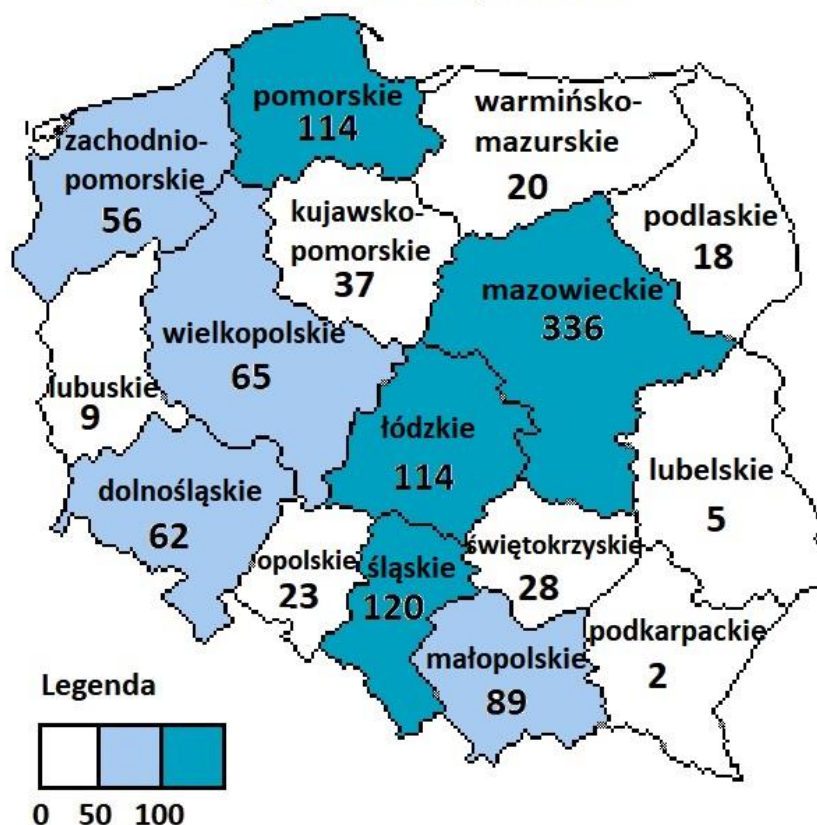 pomorskie
114
warmińsko-
mazurskie
20
zachodnio-
pomorskie
56
kujawsko-
pomorskie
37
podlaskie
18
mazowieckie
336
wielkopolskie
65
lubuskie
9
łódzkie
114
lubelskie
5
dolnośląskie
62
opolskie
23
śląskie
120
świętokrzyskie
28
małopolskie
89
podkarpackie
2
Legenda
0 50 100